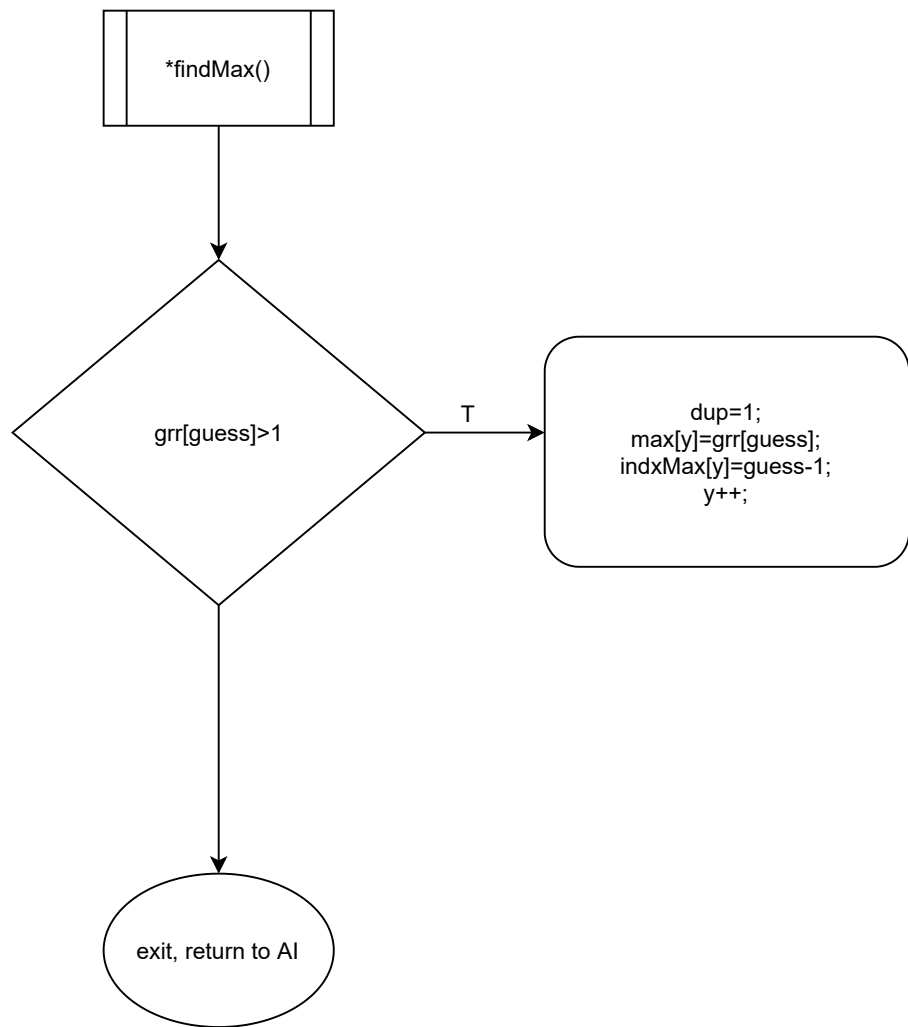 *findMax()
grr[guess]>1
T
dup=1;
max[y]=grr[guess];
indxMax[y]=guess-1;
y++;
exit, return to AI